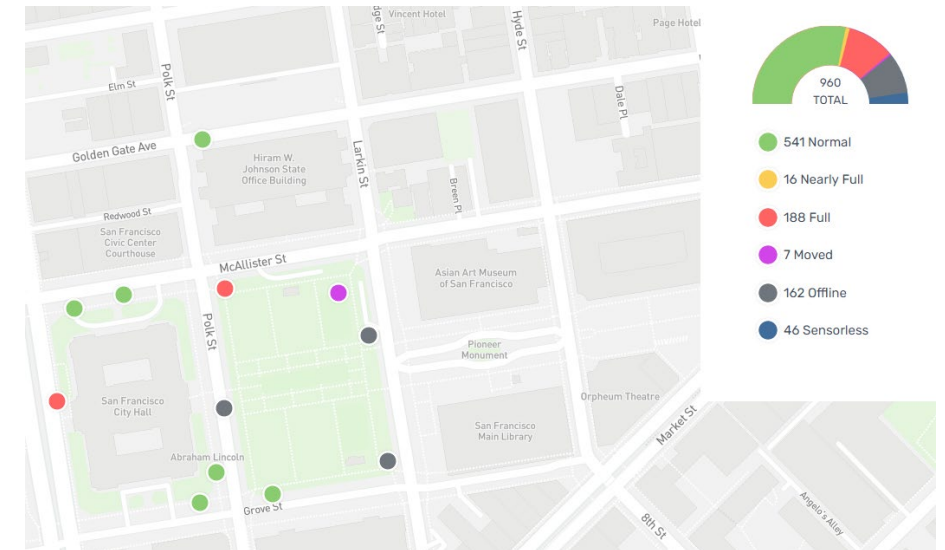 Vincent Hotel
Page Hotel
dge St
Hyde St
Polk St
Elm St
Dale Pl
Golden Gate Ave
Hiram W.
Johnson State
Office Building
Larkin St
Breen Pl
Redwood St
San Francisco
Civic Center
Courthouse
McAllister St
Asian Art Museum
of San Francisco
Polk St
Pioneer
Monument
San Francisco
City Hall
Orpheum Theatre
San Francisco
Main Library
Market St
Abraham Lincoln
Grove St
8th St
Angelo's Alley
960
TOTAL
541 Normal
16 Nearly Full
188 Full
7 Moved
162 Offline
46 Sensorless